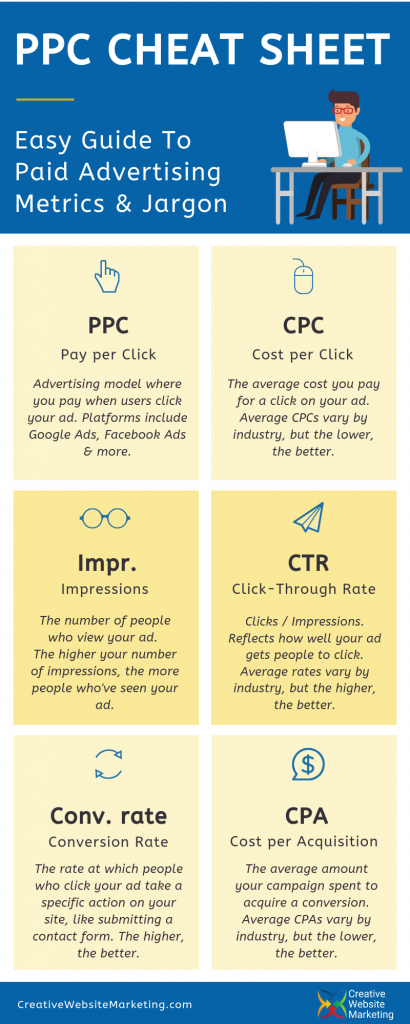 PPC CHEAT SHEET
Easy Guide To
Paid Advertising
Metrics & Jargon
PPC
Pay per Click
Advertising model where
you pay when users click
your ad. Platforms include
Google Ads, Facebook Ads
& more.
CPC
Cost per Click
The average cost you pay
for a click on your ad.
Average CPCs vary by
industry, but the lower,
the better.
Impr.
Impressions
The number of people
who view your ad.
The higher your number
of impressions, the more
people who've seen your
ad.
CTR
Click-Through Rate
Clicks / Impressions.
Reflects how well your ad
gets people to click.
Average rates vary by
industry, but the higher,
the better.
Conv. rate
Conversion Rate
The rate at which people
who click your ad take a
specific action on your
site, like submitting a
contact form. The higher,
the better.
$
CPA
Cost per Acquisition
The average amount
your campaign spent to
acquire a conversion.
Average CPAs vary by
industry, but the lower,
the better.
CreativeWebsiteMarketing.com
Creative
Website
Marketing